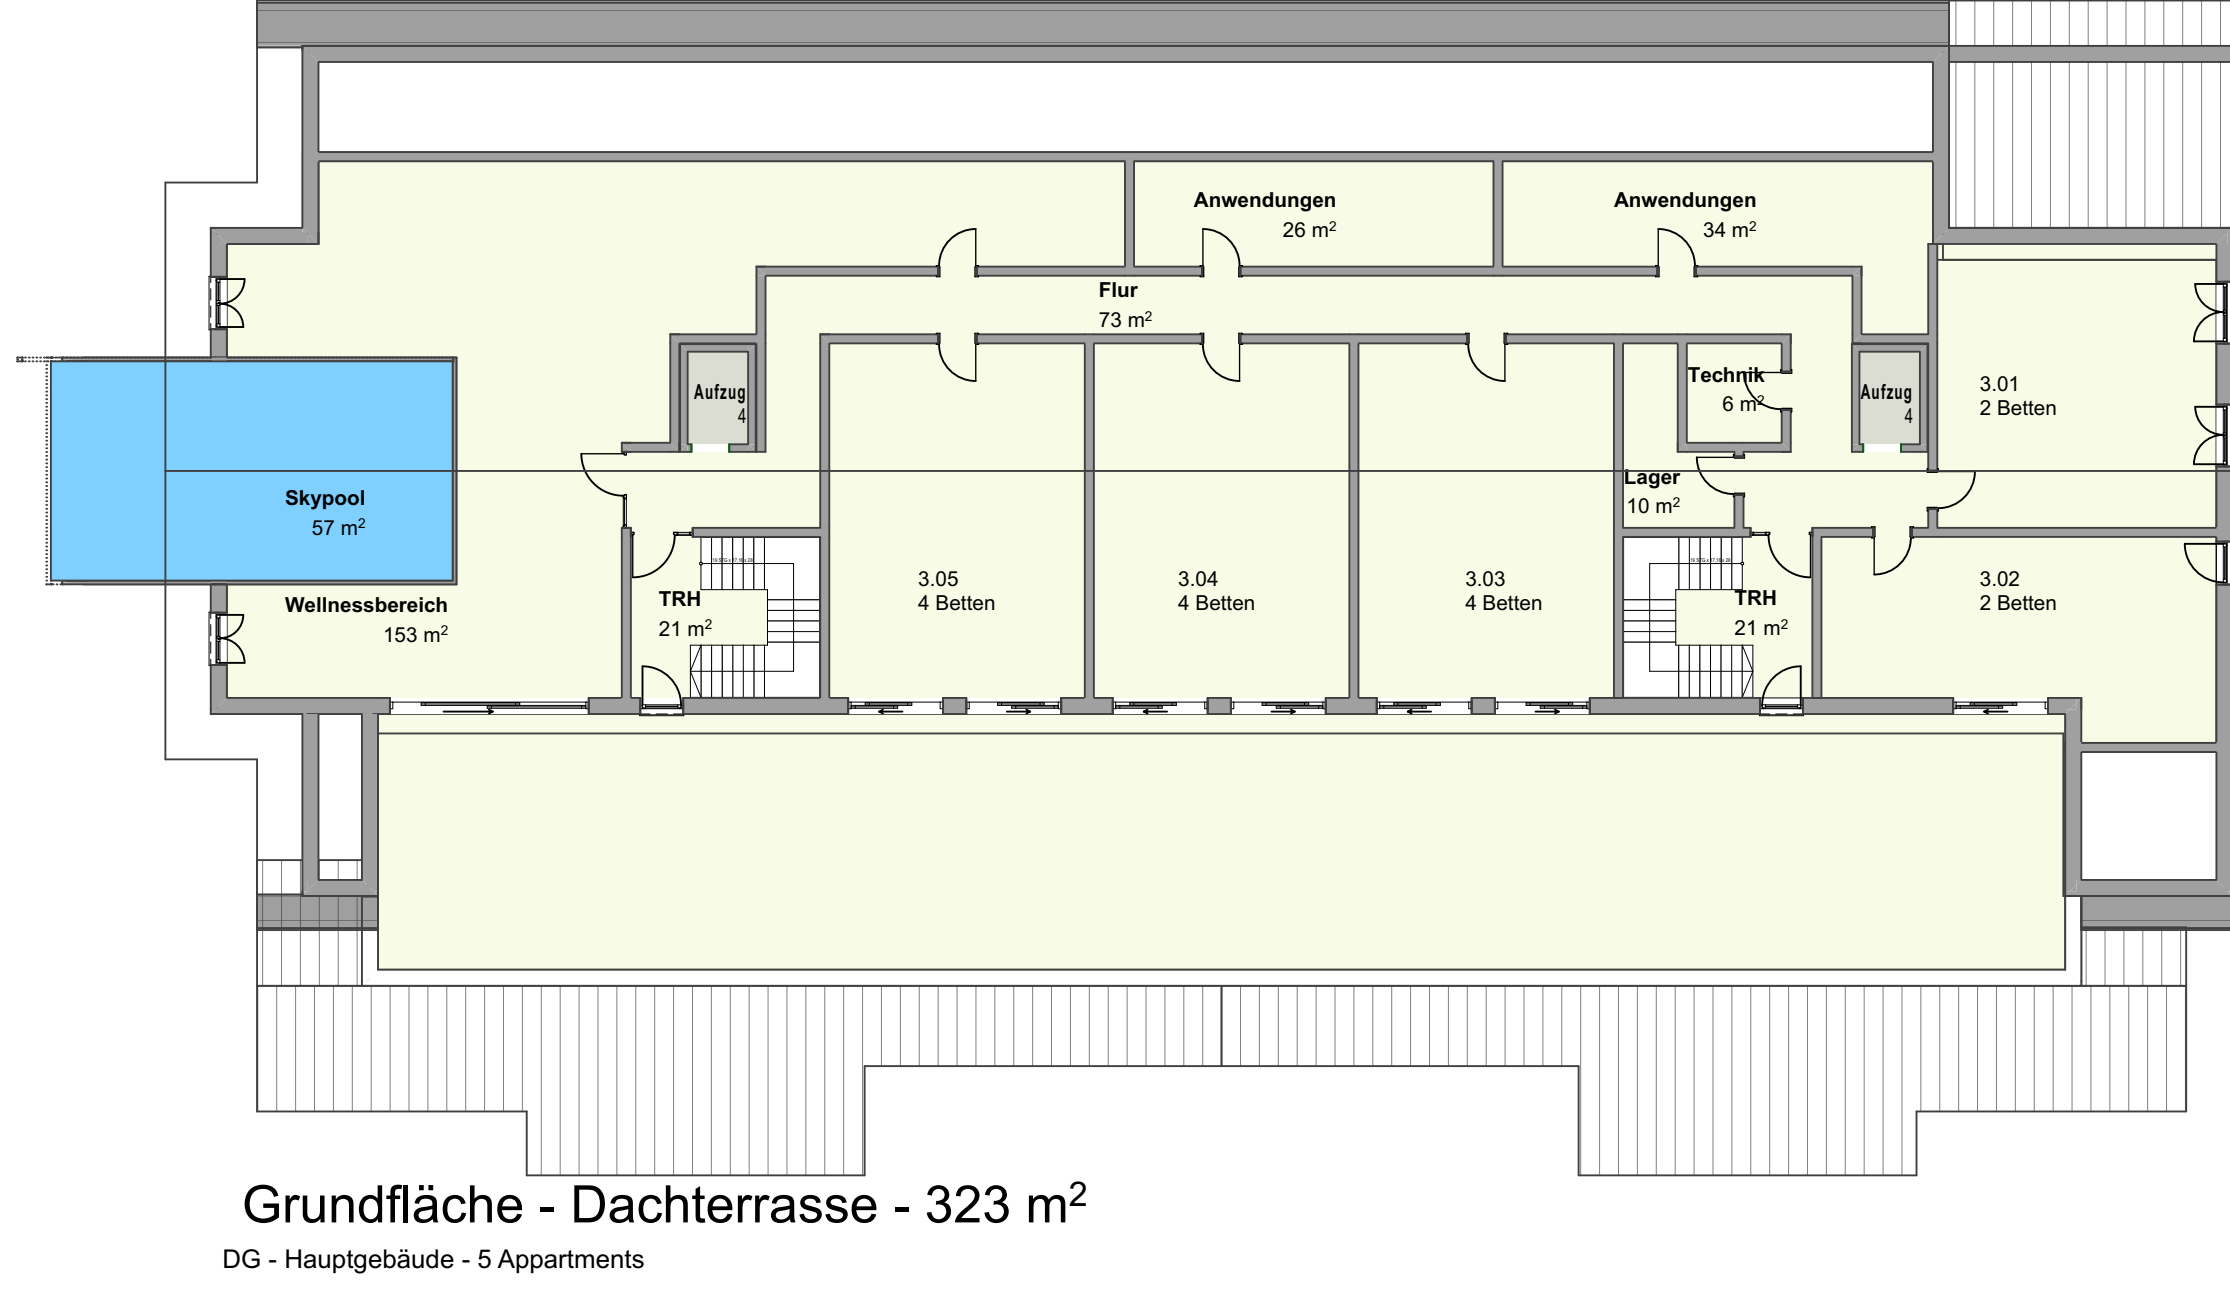 Anwendungen
26 m²
Anwendungen
34 m²
Flur
73 m²
Aufzug
4
Technik
6 m²
Aufzug
4
3.01
2 Betten
Skypool
57 m²
Lager
10 m²
Wellnessbereich
153 m²
TRH
21 m²
3.05
4 Betten
3.04
4 Betten
3.03
4 Betten
TRH
21 m²
3.02
2 Betten
Grundfläche - Dachterrasse - 323 m²
DG - Hauptgebäude - 5 Appartments